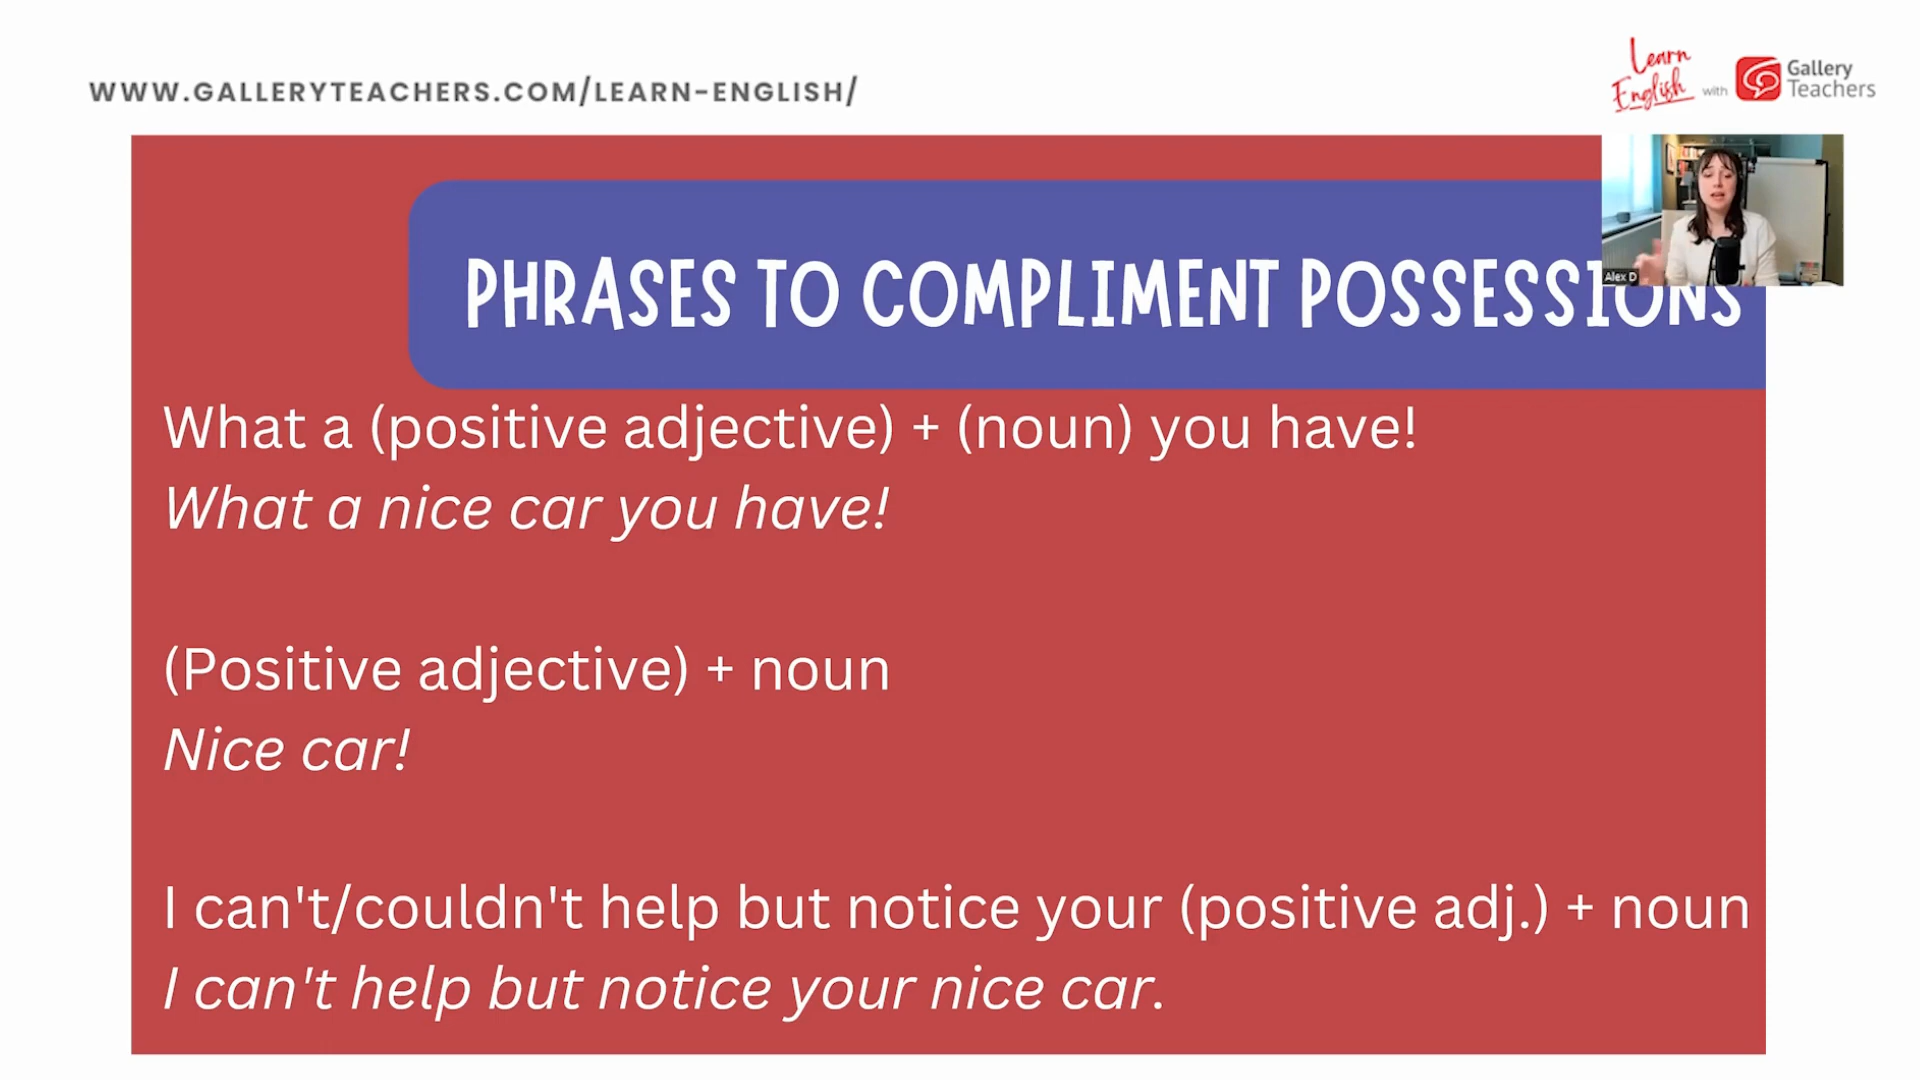 WWW.GALLERYTEACHERS.COM/LEARN-ENGLISH/
Learn
English with Gallery
Teachers
Alex D
PHRASES TO COMPLIMENT POSSESSIONS
What a (positive adjective) + (noun) you have!
What a nice car you have!
(Positive adjective) + noun
Nice car!
I can't/couldn't help but notice your (positive adj.) + noun
I can't help but notice your nice car.